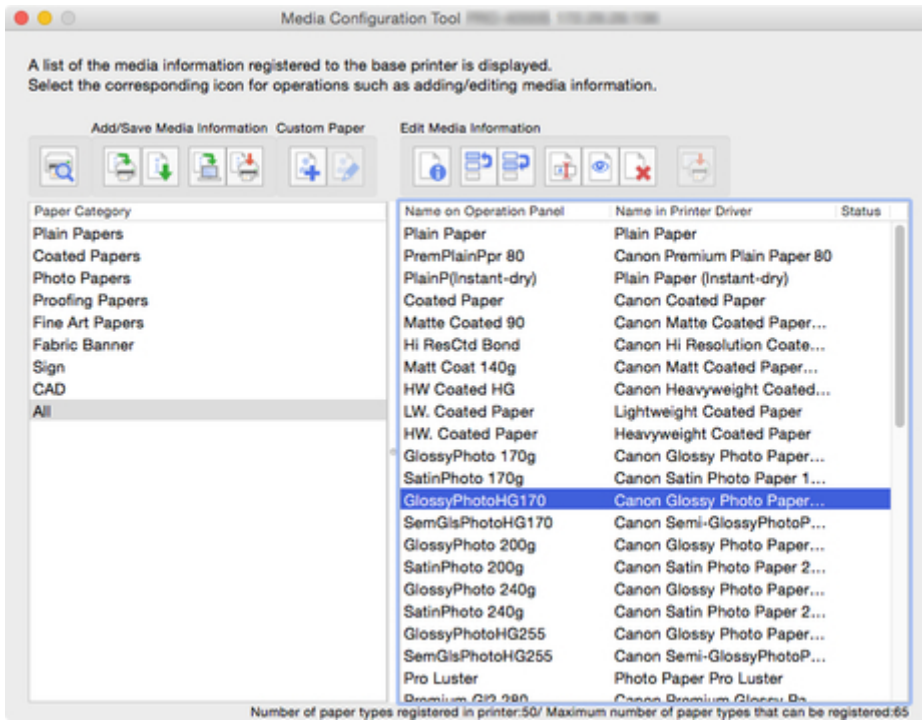 Media Configuration Tool
A list of the media information registered to the base printer is displayed.
Select the corresponding icon for operations such as adding/editing media information.
Add/Save Media Information Custom Paper Edit Media Information
Paper Category
Plain Papers
Coated Papers
Photo Papers
Proofing Papers
Fine Art Papers
Fabric Banner
Sign
CAD
All
Name on Operation Panel Name in Printer Driver Status
Plain Paper Plain Paper
PremPlainPpr 80 Canon Premium Plain Paper 80
PlainP(Instant-dry) Plain Paper (Instant-dry)
Coated Paper Canon Coated Paper
Matte Coated 90 Canon Matte Coated Paper...
Hi ResCtd Bond Canon Hi Resolution Coate...
Matt Coat 140g Canon Matt Coated Paper...
HW Coated HG Canon Heavyweight Coated...
LW. Coated Paper Lightweight Coated Paper
HW. Coated Paper Heavyweight Coated Paper
GlossyPhoto 170g Canon Glossy Photo Paper...
SatinPhoto 170g Canon Satin Photo Paper 1...
GlossyPhotoHG170 Canon Glossy Photo Paper...
SemGlsPhotoHG170 Canon Semi-GlossyPhotoP...
GlossyPhoto 200g Canon Glossy Photo Paper...
SatinPhoto 200g Canon Satin Photo Paper 2...
GlossyPhoto 240g Canon Glossy Photo Paper...
SatinPhoto 240g Canon Satin Photo Paper 2...
GlossyPhotoHG255 Canon Glossy Photo Paper...
SemGlsPhotoHG255 Canon Semi-GlossyPhotoP...
Pro Luster Photo Paper Pro Luster
Premium Gl2 280 Canon Premium Glossy Pa...
Number of paper types registered in printer:50/ Maximum number of paper types that can be registered:65